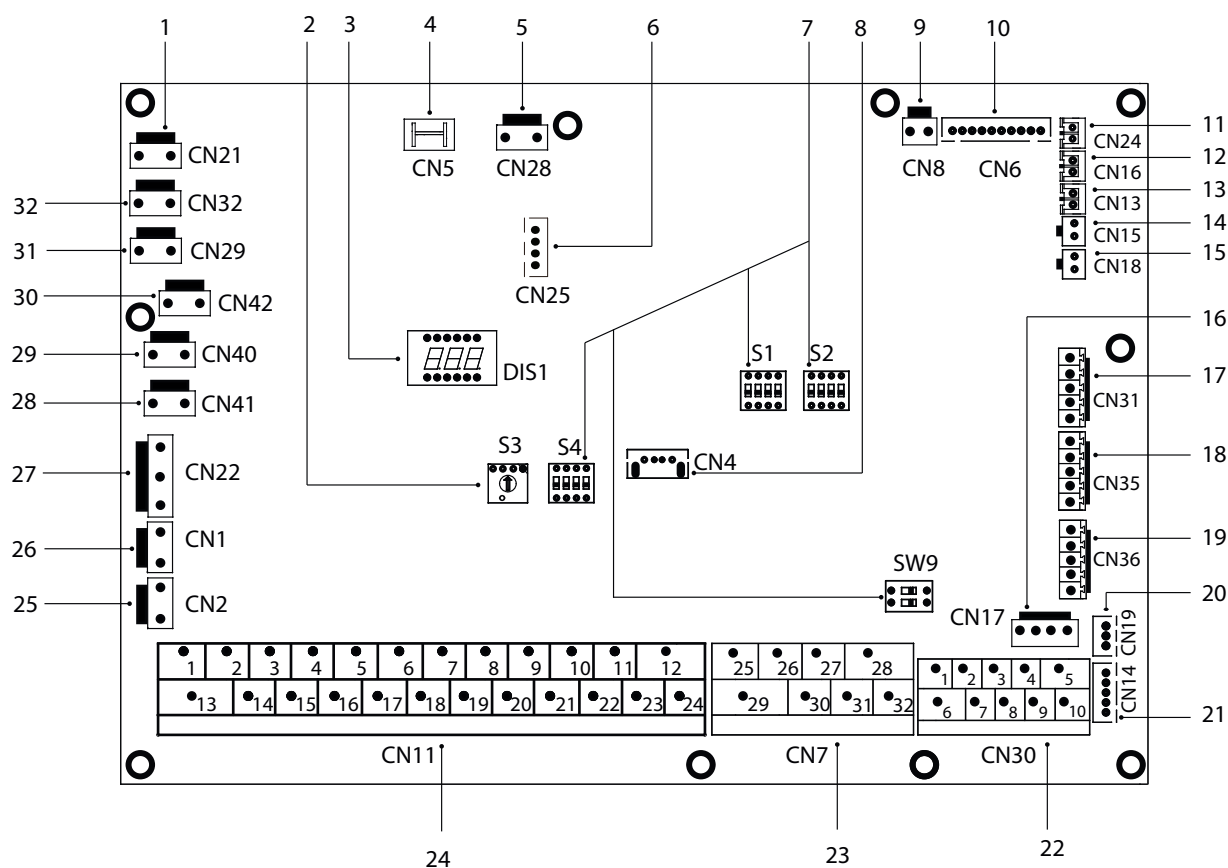 1 2 3 4 5 6 7 8 9 10
CN21 CN5 CN28 CN8 CN6 CN24 11
CN16 12
32 CN32 CN13 13
31 CN29 CN15 14
CN25 CN18 15
30 CN42
16
29 CN40 DIS1 S1 S2
28 CN41 CN31 17
27 CN22 S3 S4 CN4 CN35 18
26 CN1 CN36 19
SW9
25 CN2 CN17 CN19 20
1 2 3 4 5 6 7 8 9 10 11 12 25 26 27 28 1 2 3 4 5
13 14 15 16 17 18 19 20 21 22 23 24 29 30 31 32 6 7 8 9 10 CN14 21
CN11 CN7 CN30
24 23 22